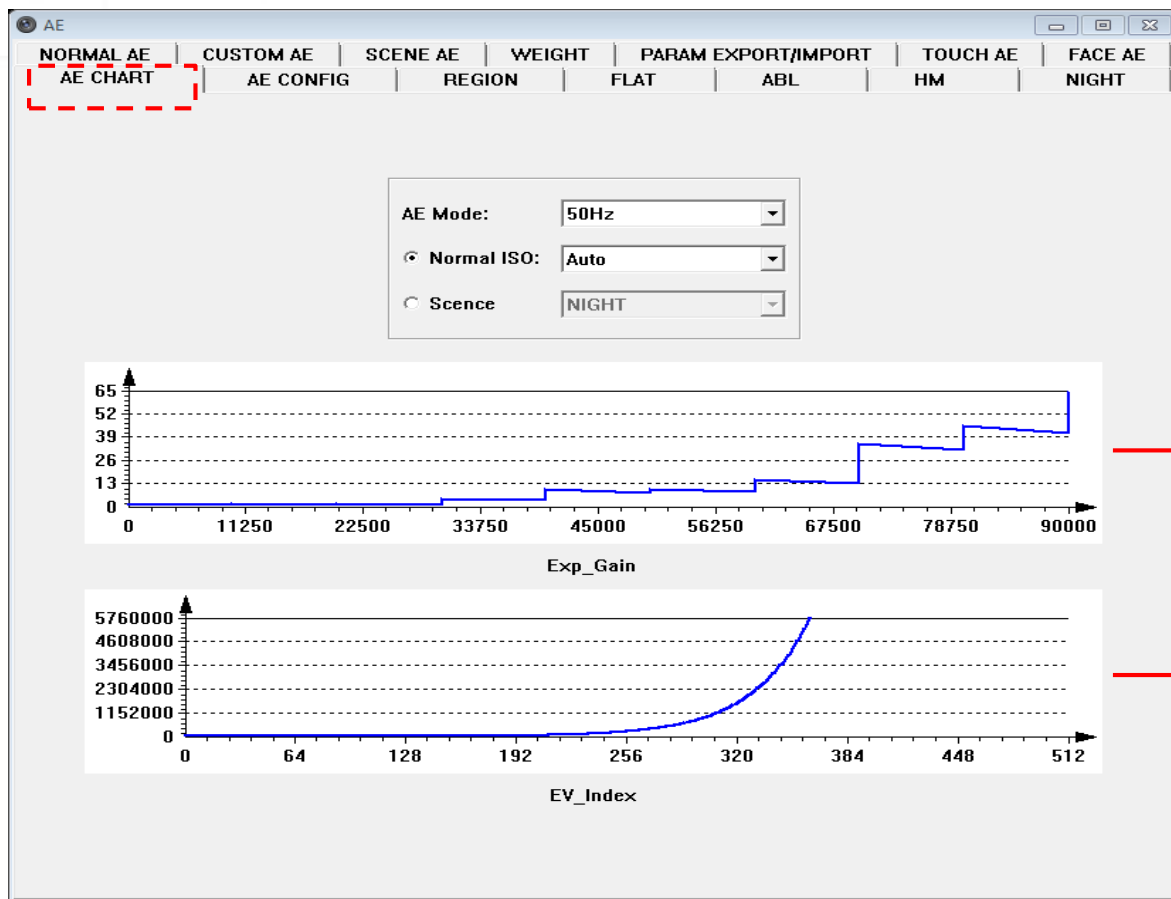 AE
NORMAL AE CUSTOM AE SCENE AE WEIGHT PARAM EXPORT/IMPORT TOUCH AE FACE AE
AE CHART AE CONFIG REGION FLAT ABL HM NIGHT
AE Mode: 50Hz
Normal ISO: Auto
Scence NIGHT
65
52
39
26
13
0
0 11250 22500 33750 45000 56250 67500 78750 90000
Exp_Gain
5760000
4608000
3456000
2304000
1152000
0
0 64 128 192 256 320 384 448 512
EV_Index